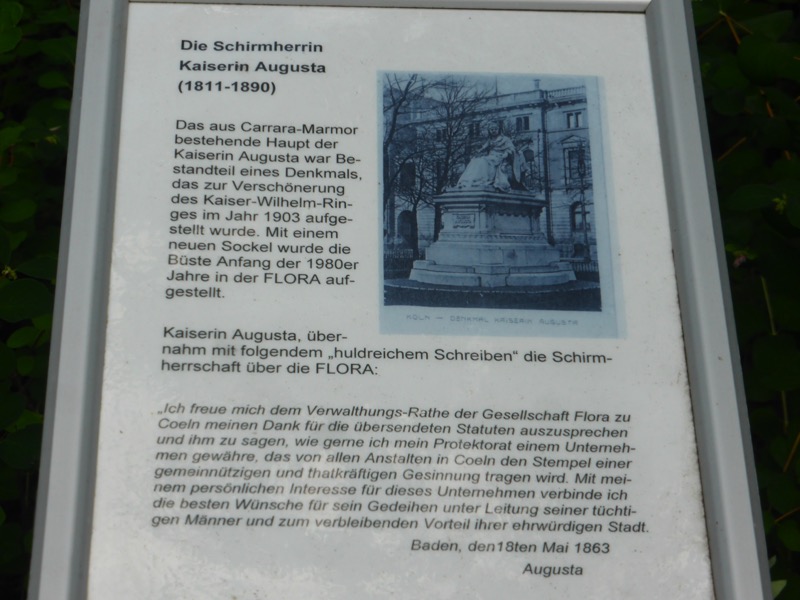 Die Schirmherrin
Kaiserin Augusta
(1811-1890)
Das aus Carrara-Marmor
bestehende Haupt der
Kaiserin Augusta war Be-
standteil eines Denkmals,
das zur Verschönerung
des Kaiser-Wilhelm-Rin-
ges im Jahr 1903 aufge-
stellt wurde. Mit einem
neuen Sockel wurde die
Büste Anfang der 1980er
Jahre in der FLORA auf-
gestellt.
KÖLN — DENKMAL KAISERIN AUGUSTA
Kaiserin Augusta, über-
nahm mit folgendem „huldreichem Schreiben“ die Schirm-
herrschaft über die FLORA:
„Ich freue mich dem Verwalthungs-Rathe der Gesellschaft Flora zu
Coeln meinen Dank für die übersendeten Statuten auszusprechen
und ihm zu sagen, wie gerne ich mein Protektorat einem Unterneh-
men gewähre, das von allen Anstalten in Coeln den Stempel einer
gemeinnützigen und thatkräftigen Gesinnung tragen wird. Mit mei-
nem persönlichen Interesse für dieses Unternehmen verbinde ich
die besten Wünsche für sein Gedeihen unter Leitung seiner tüchti-
gen Männer und zum verbleibenden Vorteil ihrer ehrwürdigen Stadt.
Baden, den18ten Mai 1863
Augusta